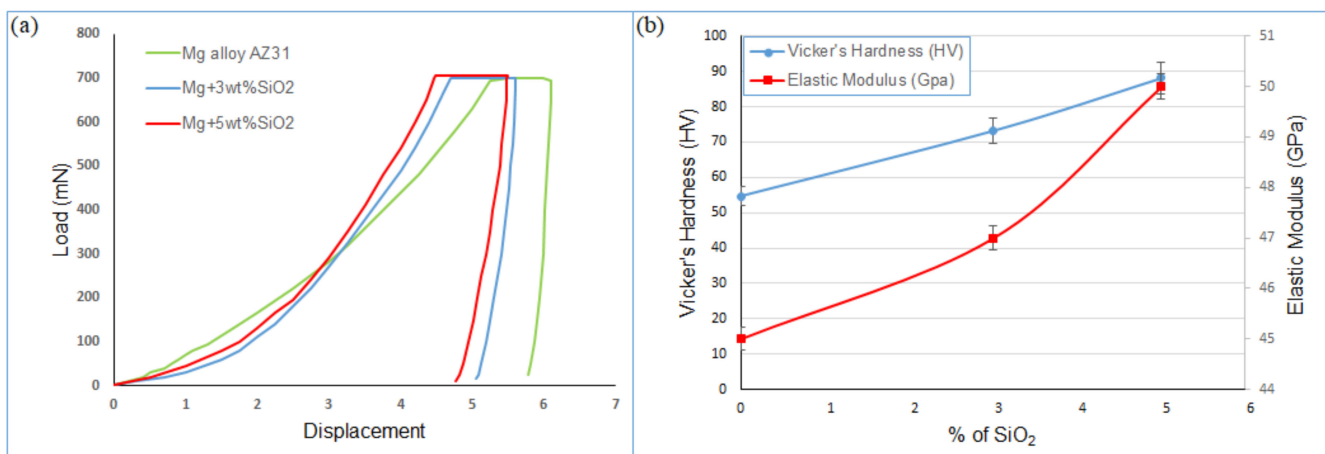 (a)
800
700
600
500
400
300
200
100
0
Load (mN)
Mg alloy AZ31
Mg+3wt%SiO2
Mg+5wt%SiO2
0 1 2 3 4 5 6 7
Displacement
(b)
100
90
80
70
60
50
40
30
20
10
0
Vicker's Hardness (HV)
Vicker's Hardness (HV)
Elastic Modulus (Gpa)
51
50
49
48
47
46
45
44
Elastic Modulus (GPa)
0 1 2 3 4 5 6
% of SiO₂